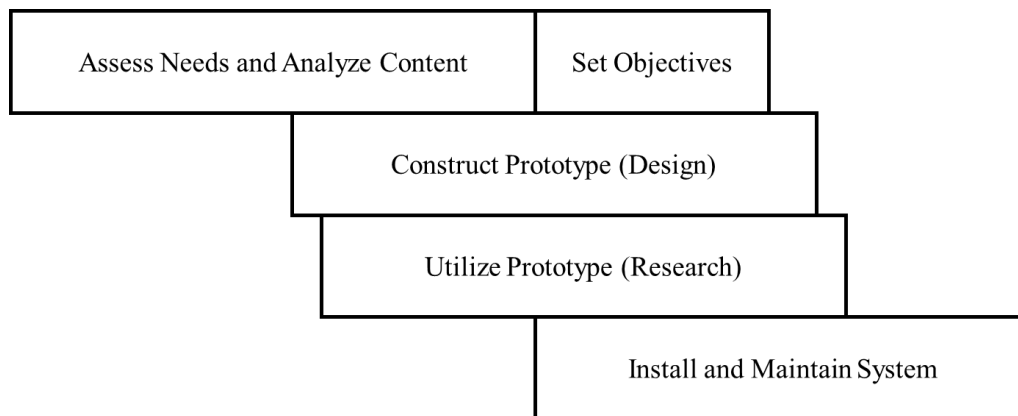 Assess Needs and Analyze Content
Set Objectives
Construct Prototype (Design)
Utilize Prototype (Research)
Install and Maintain System